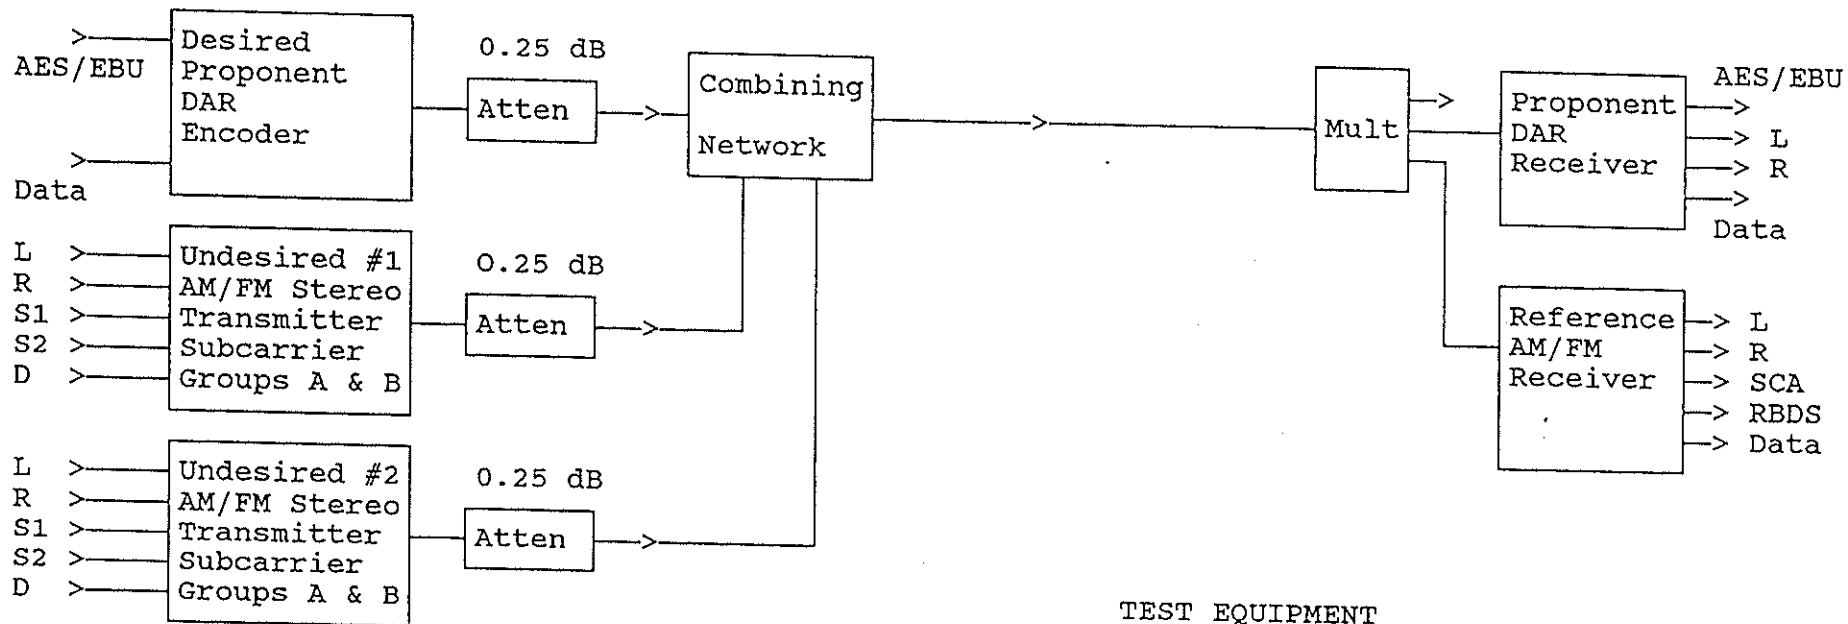 AES/EBU
Data
Desired
Proponent
DAR
Encoder
0.25 dB
Atten
Combining
Network
Mult
Proponent
DAR
Receiver
AES/EBU
L
R
Data
L
R
S1
S2
D
Undesired #1
AM/FM Stereo
Transmitter
Subcarrier
Groups A & B
0.25 dB
Atten
Reference
AM/FM
Receiver
L
R
SCA
RBDS
Data
L
R
S1
S2
D
Undesired #2
AM/FM Stereo
Transmitter
Subcarrier
Groups A & B
0.25 dB
Atten
TEST EQUIPMENT